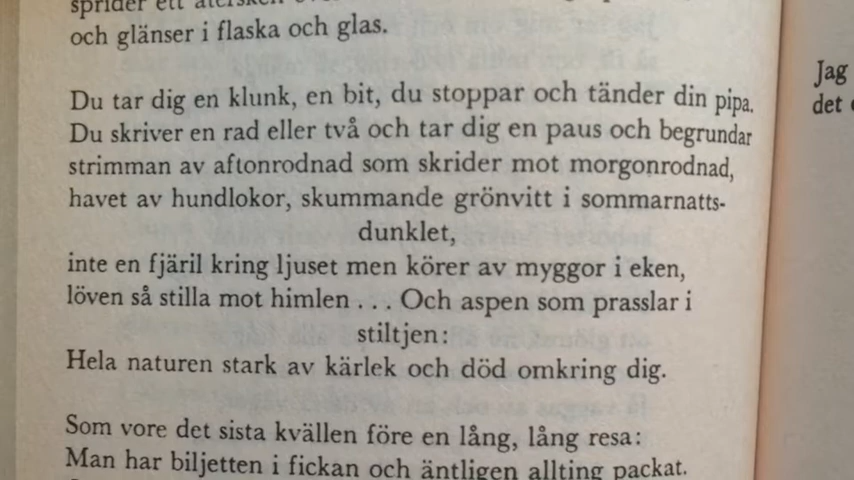 sprider ett återsken över
och glänser i flaska och glas.
Du tar dig en klunk, en bit, du stoppar och tänder din pipa.
Du skriver en rad eller två och tar dig en paus och begrundar
strimman av aftonrodnad som skrider mot morgonrodnad,
havet av hundlokor, skummande grönvitt i sommarnatts-
dunklet,
inte en fjäril kring ljuset men körer av myggor i eken,
löven så stilla mot himlen . . . Och aspen som prasslar i
stiltjen:
Hela naturen stark av kärlek och död omkring dig.
Som vore det sista kvällen före en lång, lång resa:
Man har biljetten i fickan och äntligen allting packat.
Jag
det